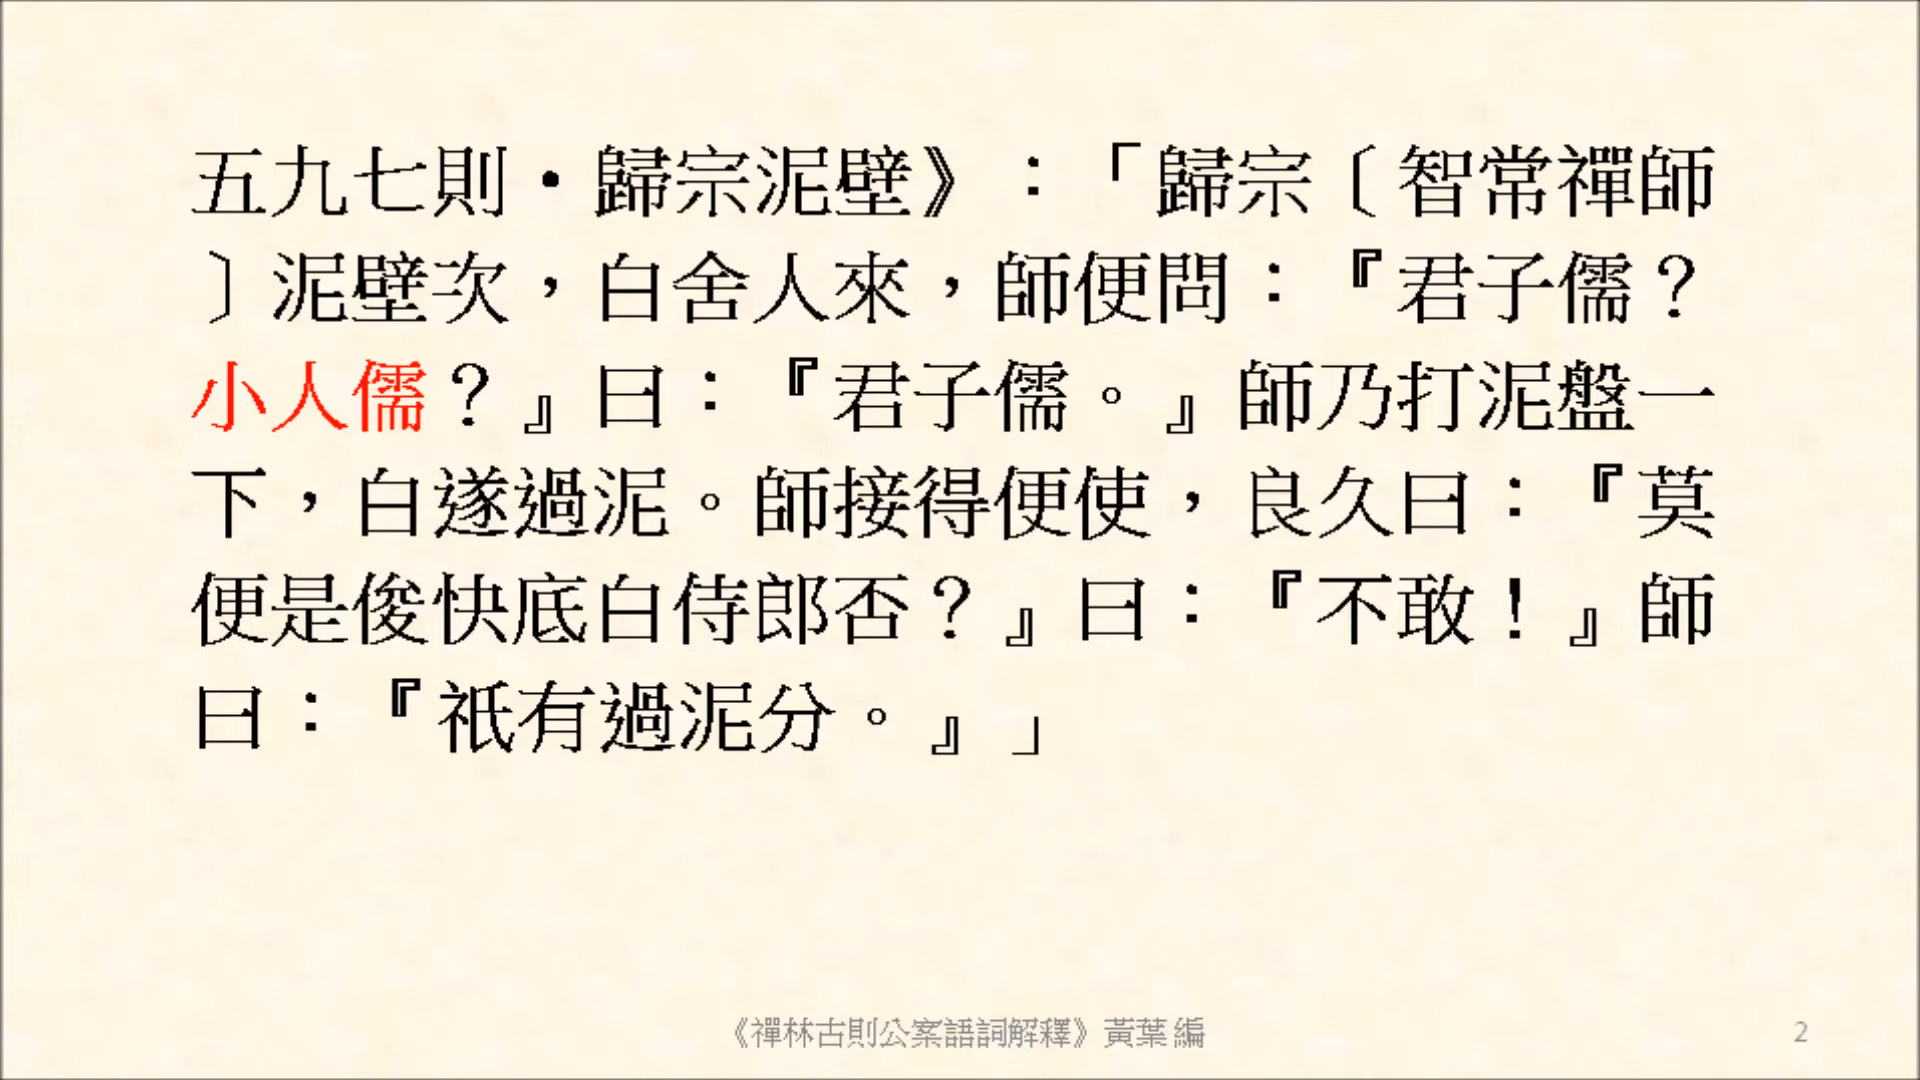 五九七則•歸宗泥壁》：「歸宗〔智常禪師
〕泥壁次，白舍人來，師便問：『君子儒？
小人儒？』曰：『君子儒。』師乃打泥盤一
下，白遂過泥。師接得便使，良久曰：『莫
便是俊快底白侍郎否？』曰：『不敢！』師
曰：『祇有過泥分。』」
《禪林古則公案語詞解釋》黃葉 編
2